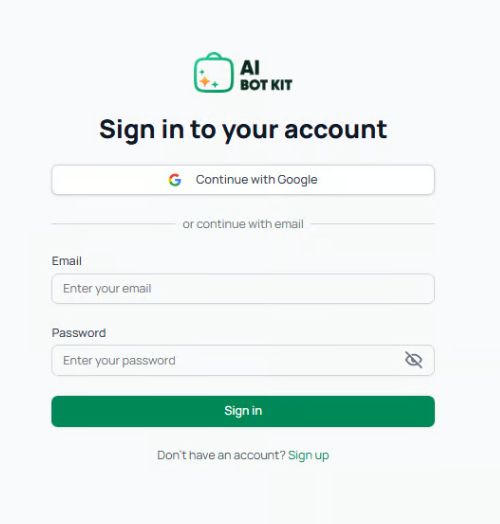 AI
BOT KIT
Sign in to your account
Continue with Google
or continue with email
Email
Enter your email
Password
Enter your password
Sign in
Don't have an account? Sign up